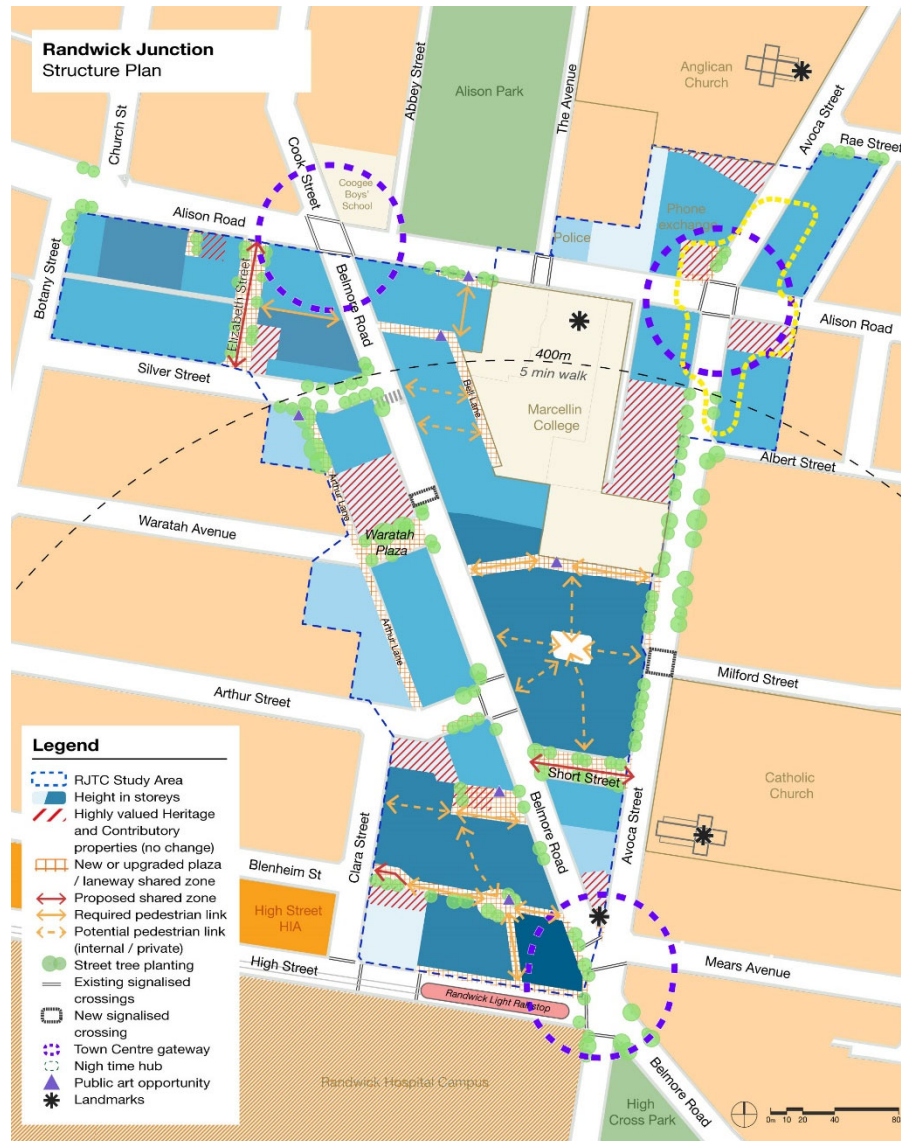 Randwick Junction
Structure Plan
Church St
Cook Street
Abbey Street
Alison Park
The Avenue
Anglican
Church
Avoca Street
Rae Street
Coogee
Boys'
School
Alison Road
Police
Phone
exchange
Botany Street
Elizabeth Street
Belmore Road
Alison Road
Silver Street
400m
5 min walk
Bell Lane
Marcellin
College
Albert Street
Arthur Lane
Waratah Avenue
Waratah
Plaza
Arthur Lane
Arthur Street
Milford Street
Short Street
Belmore Road
Avoca Street
Catholic
Church
Clara Street
Blenheim St
High Street
HIA
High Street
Mears Avenue
Randwick Light Rail stop
Randwick Hospital Campus
Belmore Road
High
Cross Park
Legend
RJTC Study Area
Height in storeys
Highly valued Heritage
and Contributory
properties (no change)
New or upgraded plaza
/ laneway shared zone
Proposed shared zone
Required pedestrian link
Potential pedestrian link
(internal / private)
Street tree planting
Existing signalised
crossings
New signalised
crossing
Town Centre gateway
Nigh time hub
Public art opportunity
Landmarks
0m 10 20 40 80